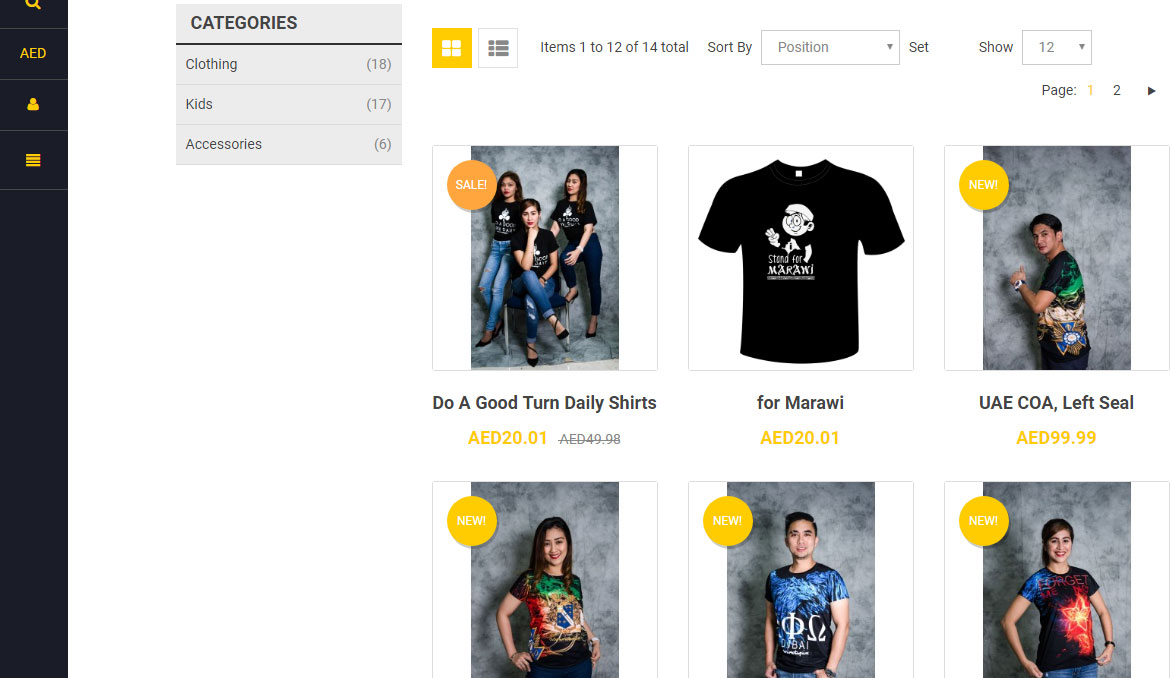 AED
CATEGORIES
Clothing (18)
Kids (17)
Accessories (6)
Items 1 to 12 of 14 total Sort By Position Set Show 12
Page: 1 2
SALE!
Stand for
MARAWI
NEW!
Do A Good Turn Daily Shirts
AED20.01 AED49.98
for Marawi
AED20.01
UAE COA, Left Seal
AED99.99
NEW!
NEW!
ΦΩ
DUBAI
NEW!
FORGET